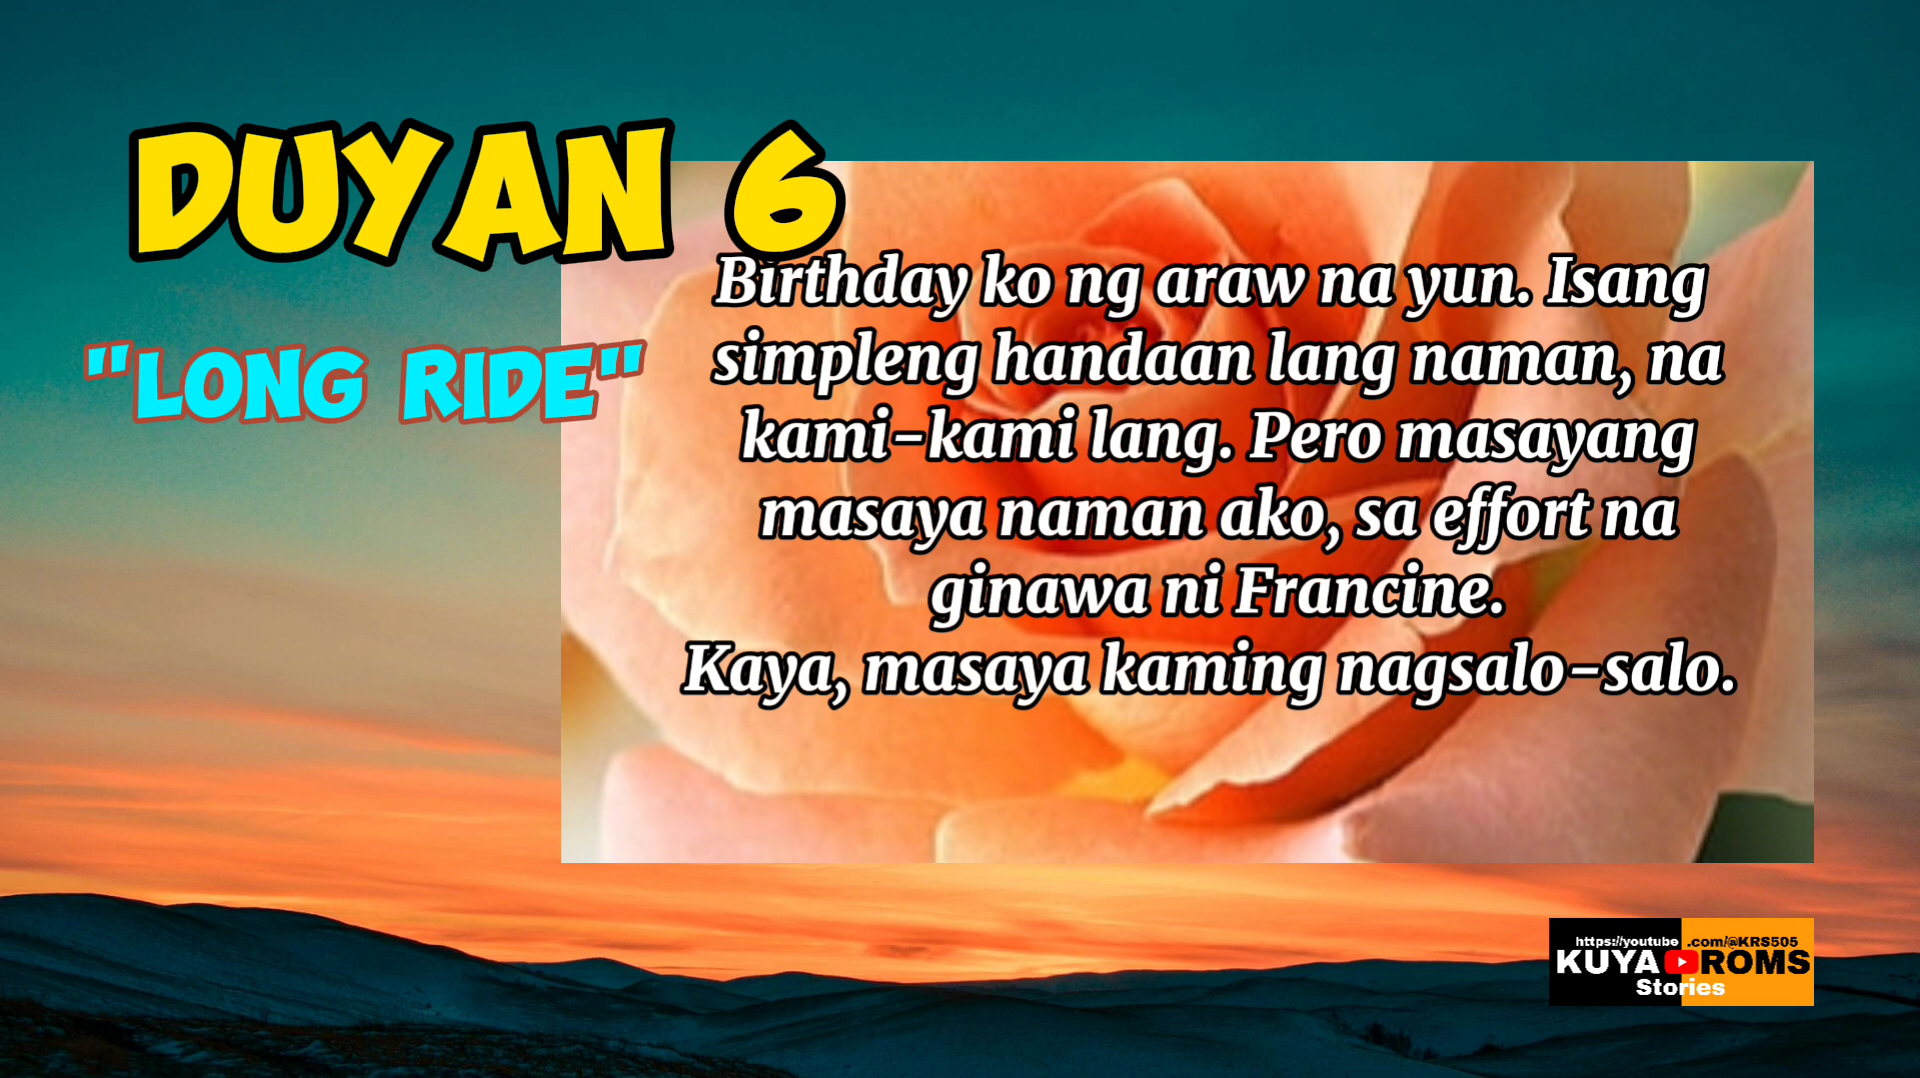 DUYAN 6
"LONG RIDE"
Birthday ko ng araw na yun. Isang
simpleng handaan lang naman, na
kami-kami lang. Pero masayang
masaya naman ako, sa effort na
ginawa ni Francine.
Kaya, masaya kaming nagsalo-salo.
https://youtube.com/@KRS505
KUYA ROMS
Stories